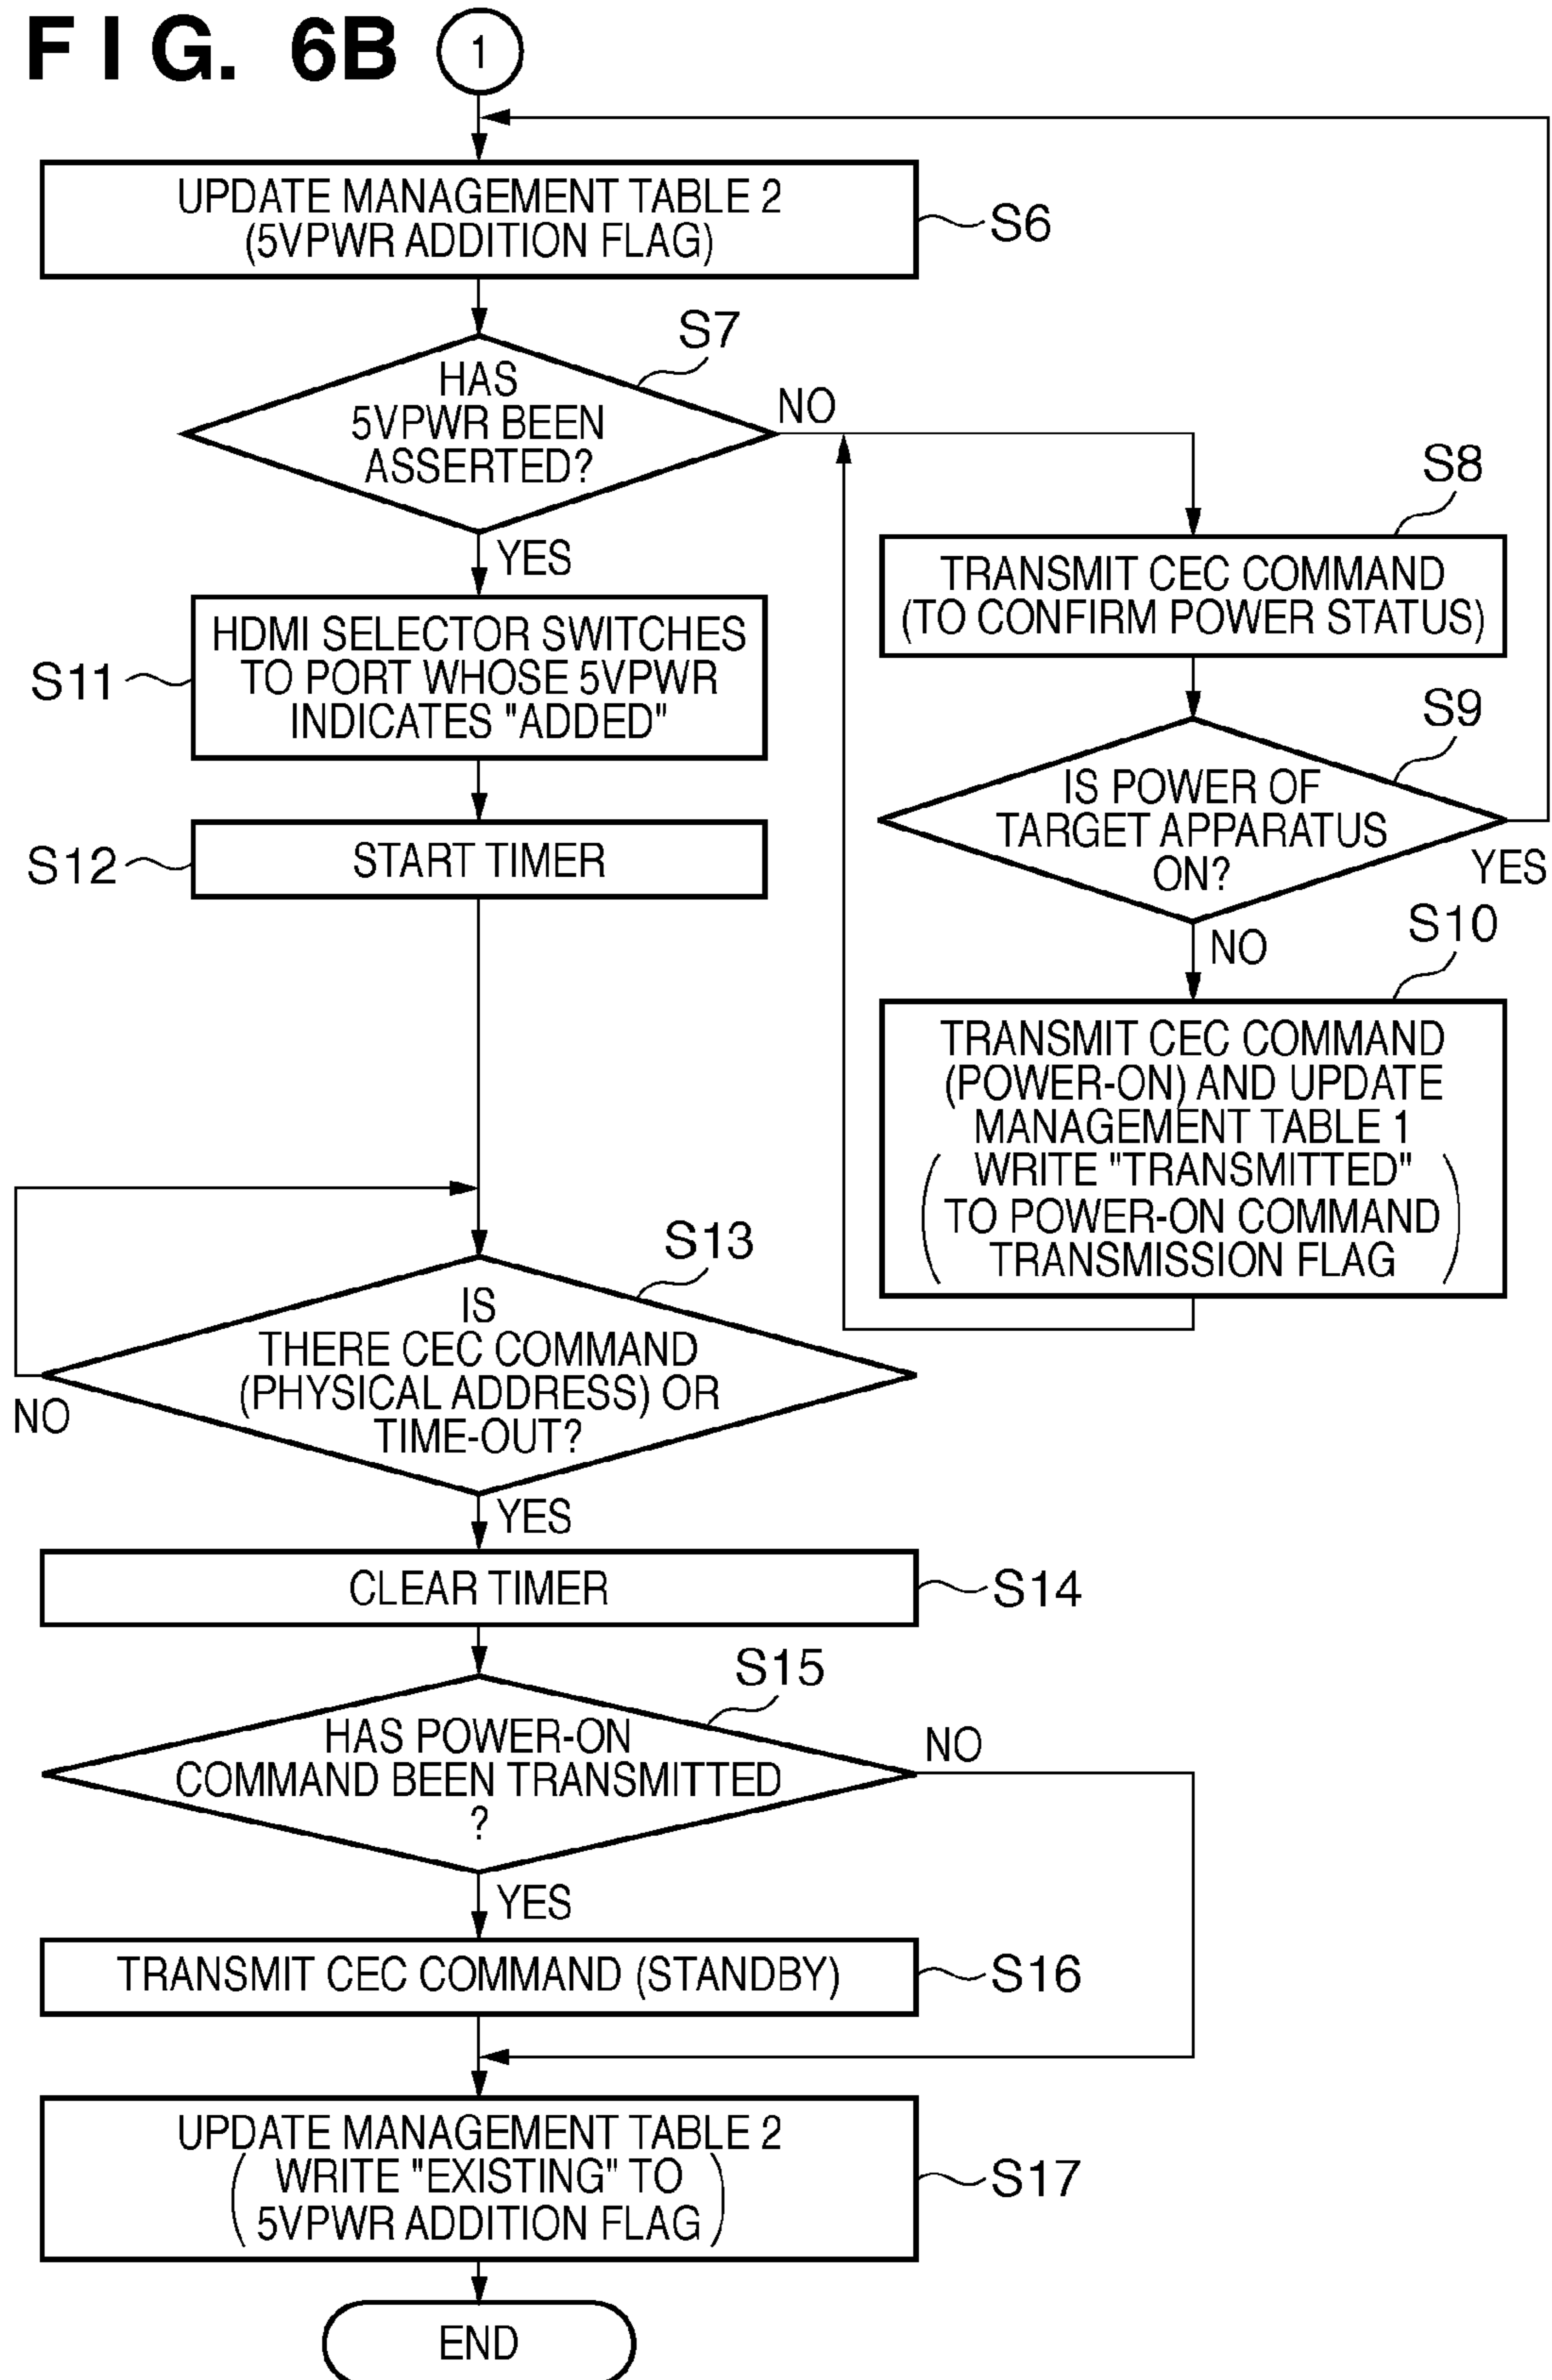 FIG. 6B
1
UPDATE MANAGEMENT TABLE 2
(5VPWR ADDITION FLAG)
S6
S7
HAS
5VPWR BEEN
ASSERTED?
NO
YES
S8
TRANSMIT CEC COMMAND
(TO CONFIRM POWER STATUS)
S11
HDMI SELECTOR SWITCHES
TO PORT WHOSE 5VPWR
INDICATES "ADDED"
S9
IS POWER OF
TARGET APPARATUS
ON?
YES
NO
S12
START TIMER
S10
TRANSMIT CEC COMMAND
(POWER-ON) AND UPDATE
MANAGEMENT TABLE 1
(WRITE "TRANSMITTED"
TO POWER-ON COMMAND
TRANSMISSION FLAG)
S13
IS
THERE CEC COMMAND
(PHYSICAL ADDRESS) OR
TIME-OUT?
NO
YES
CLEAR TIMER
S14
S15
HAS POWER-ON
COMMAND BEEN TRANSMITTED
?
NO
YES
TRANSMIT CEC COMMAND (STANDBY)
S16
UPDATE MANAGEMENT TABLE 2
(WRITE "EXISTING" TO
5VPWR ADDITION FLAG)
S17
END